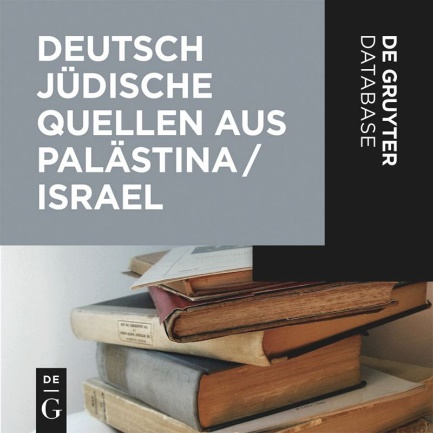 DEUTSCH
JÜDISCHE
QUELLEN AUS
PALÄSTINA /
ISRAEL
DE GRUYTER
DATABASE
DE
G